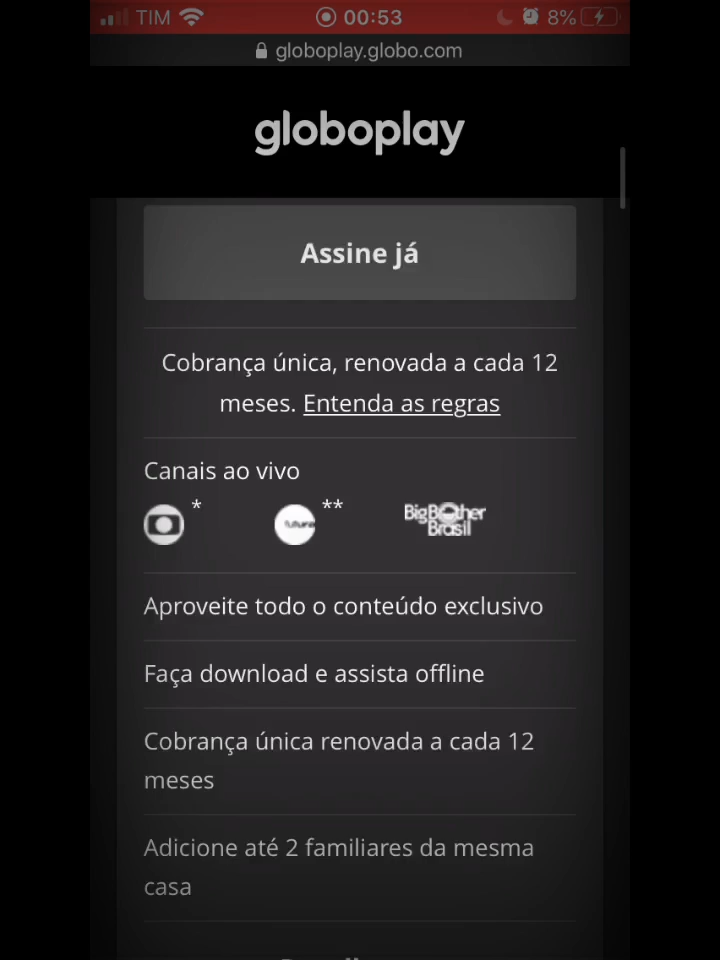 TIM 00:53 8%
globoplay.globo.com
globoplay
Assine já
Cobrança única, renovada a cada 12
meses. Entenda as regras
Canais ao vivo
* futura ** BigBrother
Brasil
Aproveite todo o conteúdo exclusivo
Faça download e assista offline
Cobrança única renovada a cada 12
meses
Adicione até 2 familiares da mesma
casa